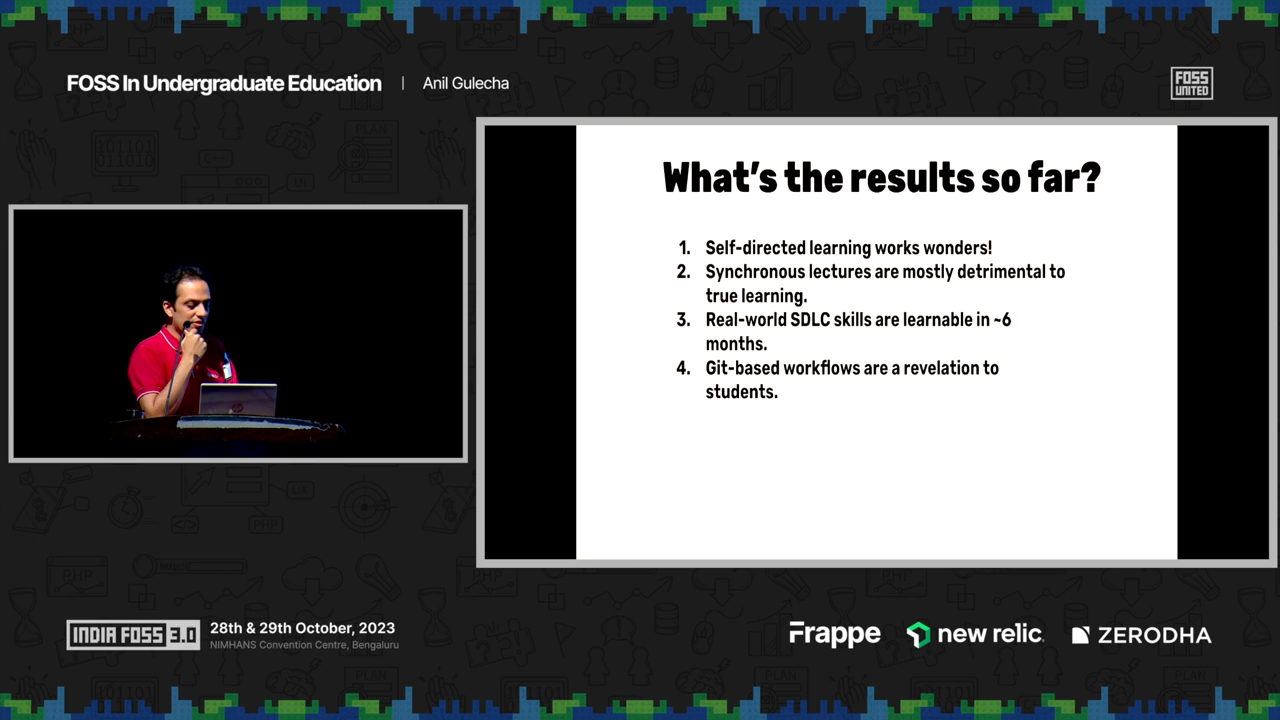 FOSS In Undergraduate Education | Anil Gulecha
FOSS
UNITED
What's the results so far?
1. Self-directed learning works wonders!
2. Synchronous lectures are mostly detrimental to
true learning.
3. Real-world SDLC skills are learnable in ~6
months.
4. Git-based workflows are a revelation to
students.
INDIA FOSS 3.0
28th & 29th October, 2023
NIMHANS Convention Centre, Bengaluru
Frappe
new relic
ZERODHA